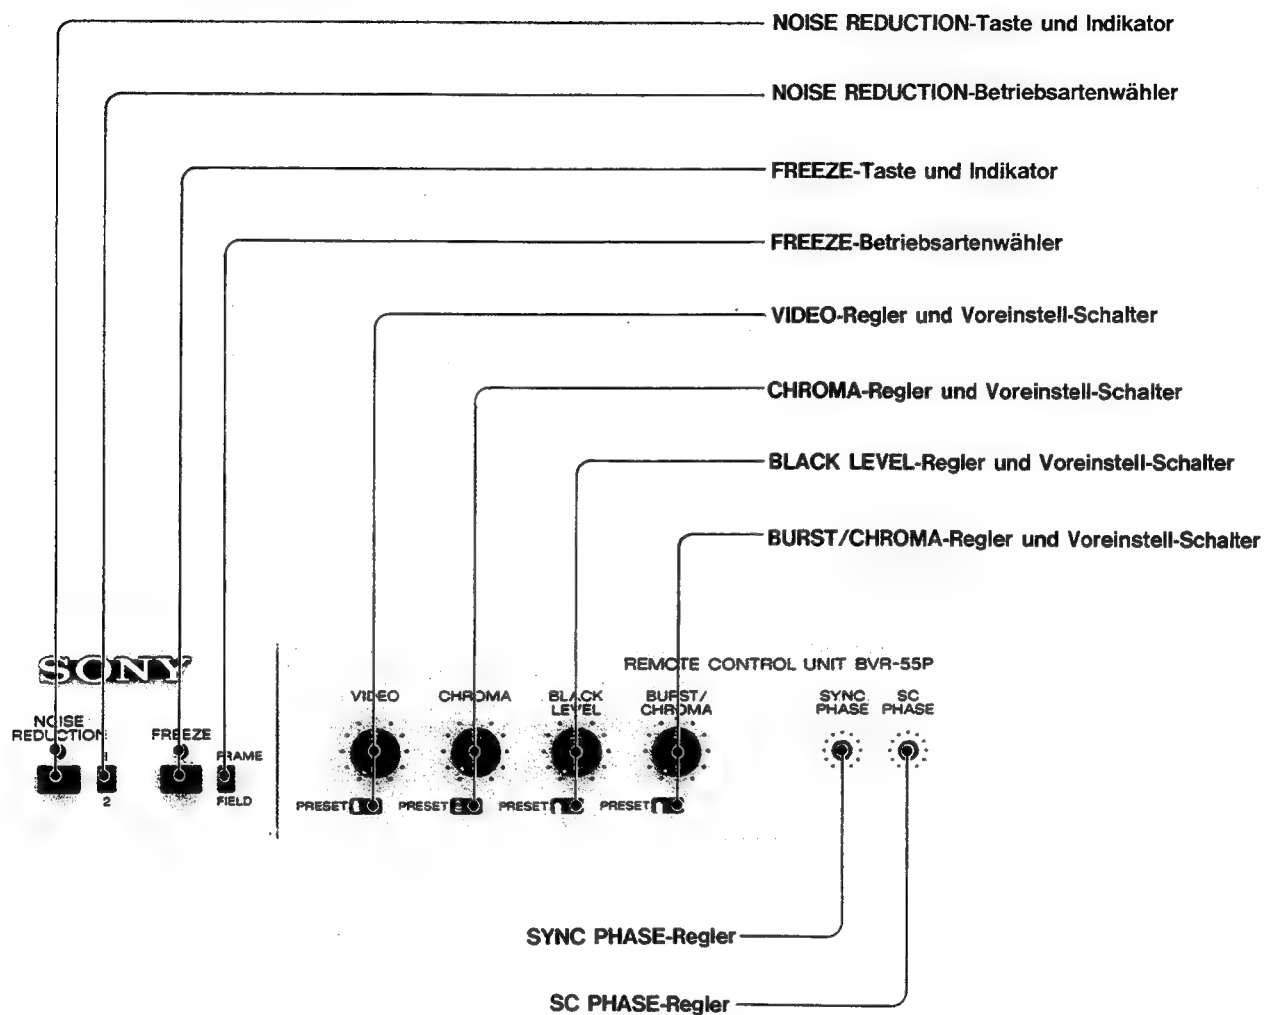 NOISE REDUCTION-Taste und Indikator
NOISE REDUCTION-Betriebsartenwähler
FREEZE-Taste und Indikator
FREEZE-Betriebsartenwähler
VIDEO-Regler und Voreinstell-Schalter
CHROMA-Regler und Voreinstell-Schalter
BLACK LEVEL-Regler und Voreinstell-Schalter
BURST/CHROMA-Regler und Voreinstell-Schalter
SONY
REMOTE CONTROL UNIT BVR-55P
NOISE
REDUCTION
1
2
FREEZE
FRAME
FIELD
VIDEO
PRESET
CHROMA
PRESET
BLACK
LEVEL
PRESET
BURST/
CHROMA
PRESET
SYNC
PHASE
SC
PHASE
SYNC PHASE-Regler
SC PHASE-Regler